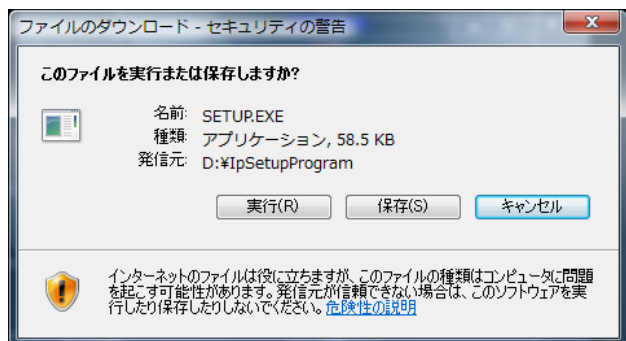 ファイルのダウンロード - セキュリティの警告
このファイルを実行または保存しますか?
名前: SETUP.EXE
種類: アプリケーション, 58.5 KB
発信元: D:¥IpSetupProgram
実行(R) 保存(S) キャンセル
インターネットのファイルは役に立ちますが、このファイルの種類はコンピュータに問題
を起こす可能性があります。発信元が信頼できない場合は、このソフトウェアを実
行したり保存したりしないでください。危険性の説明